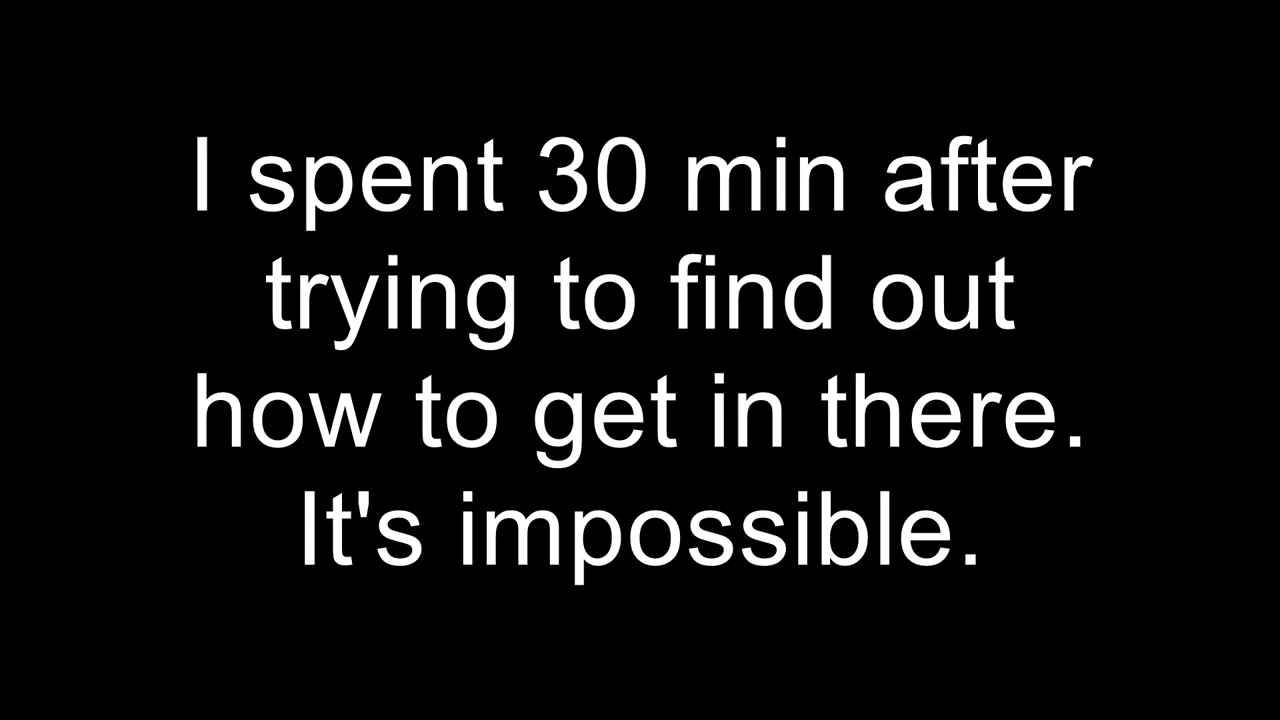 I spent 30 min after
trying to find out
how to get in there.
It's impossible.